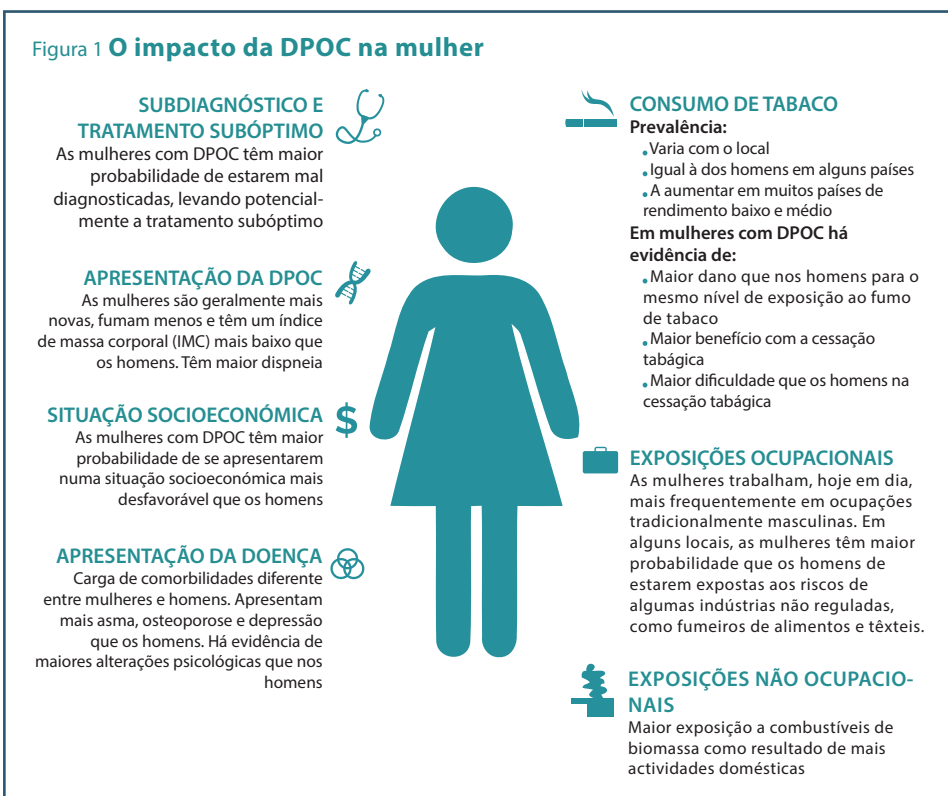 Figura 1 O impacto da DPOC na mulher
SUBDIAGNÓSTICO E
TRATAMENTO SUBÓPTIMO
As mulheres com DPOC têm maior
probabilidade de estarem mal
diagnosticadas, levando potencial-
mente a tratamento subóptimo
APRESENTAÇÃO DA DPOC
As mulheres são geralmente mais
novas, fumam menos e têm um índice
de massa corporal (IMC) mais baixo que
os homens. Têm maior dispneia
SITUAÇÃO SOCIOECONÓMICA
$
As mulheres com DPOC têm maior
probabilidade de se apresentarem
numa situação socioeconómica mais
desfavorável que os homens
APRESENTAÇÃO DA DOENÇA
Carga de comorbilidades diferente
entre mulheres e homens. Apresentam
mais asma, osteoporose e depressão
que os homens. Há evidência de
maiores alterações psicológicas que nos
homens
CONSUMO DE TABACO
Prevalência:
• Varia com o local
• Igual à dos homens em alguns países
• A aumentar em muitos países de
rendimento baixo e médio
Em mulheres com DPOC há
evidência de:
• Maior dano que nos homens para o
mesmo nível de exposição ao fumo
de tabaco
• Maior benefício com a cessação
tabágica
• Maior dificuldade que os homens na
cessação tabágica
EXPOSIÇÕES OCUPACIONAIS
As mulheres trabalham, hoje em dia,
mais frequentemente em ocupações
tradicionalmente masculinas. Em
alguns locais, as mulheres têm maior
probabilidade que os homens de
estarem expostas aos riscos de
algumas indústrias não reguladas,
como fumeiros de alimentos e têxteis.
EXPOSIÇÕES NÃO OCUPACIO-
NAIS
Maior exposição a combustíveis de
biomassa como resultado de mais
actividades domésticas